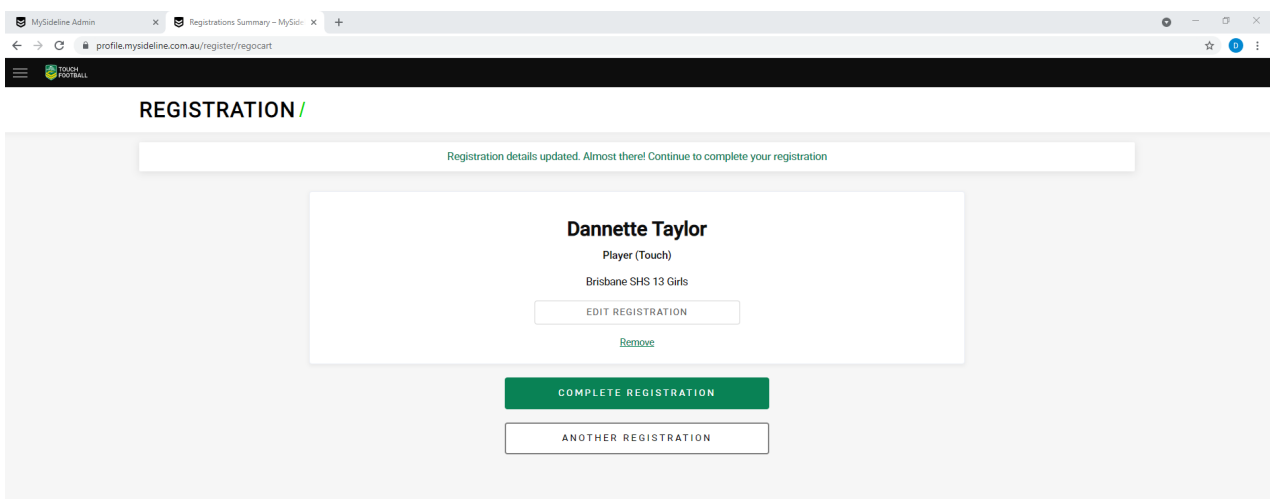 MySideline Admin
Registrations Summary – MySide
profile.mysideline.com.au/register/regocart
D
TOUCH
FOOTBALL
REGISTRATION /
Registration details updated. Almost there! Continue to complete your registration
Dannette Taylor
Player (Touch)
Brisbane SHS 13 Girls
EDIT REGISTRATION
Remove
COMPLETE REGISTRATION
ANOTHER REGISTRATION